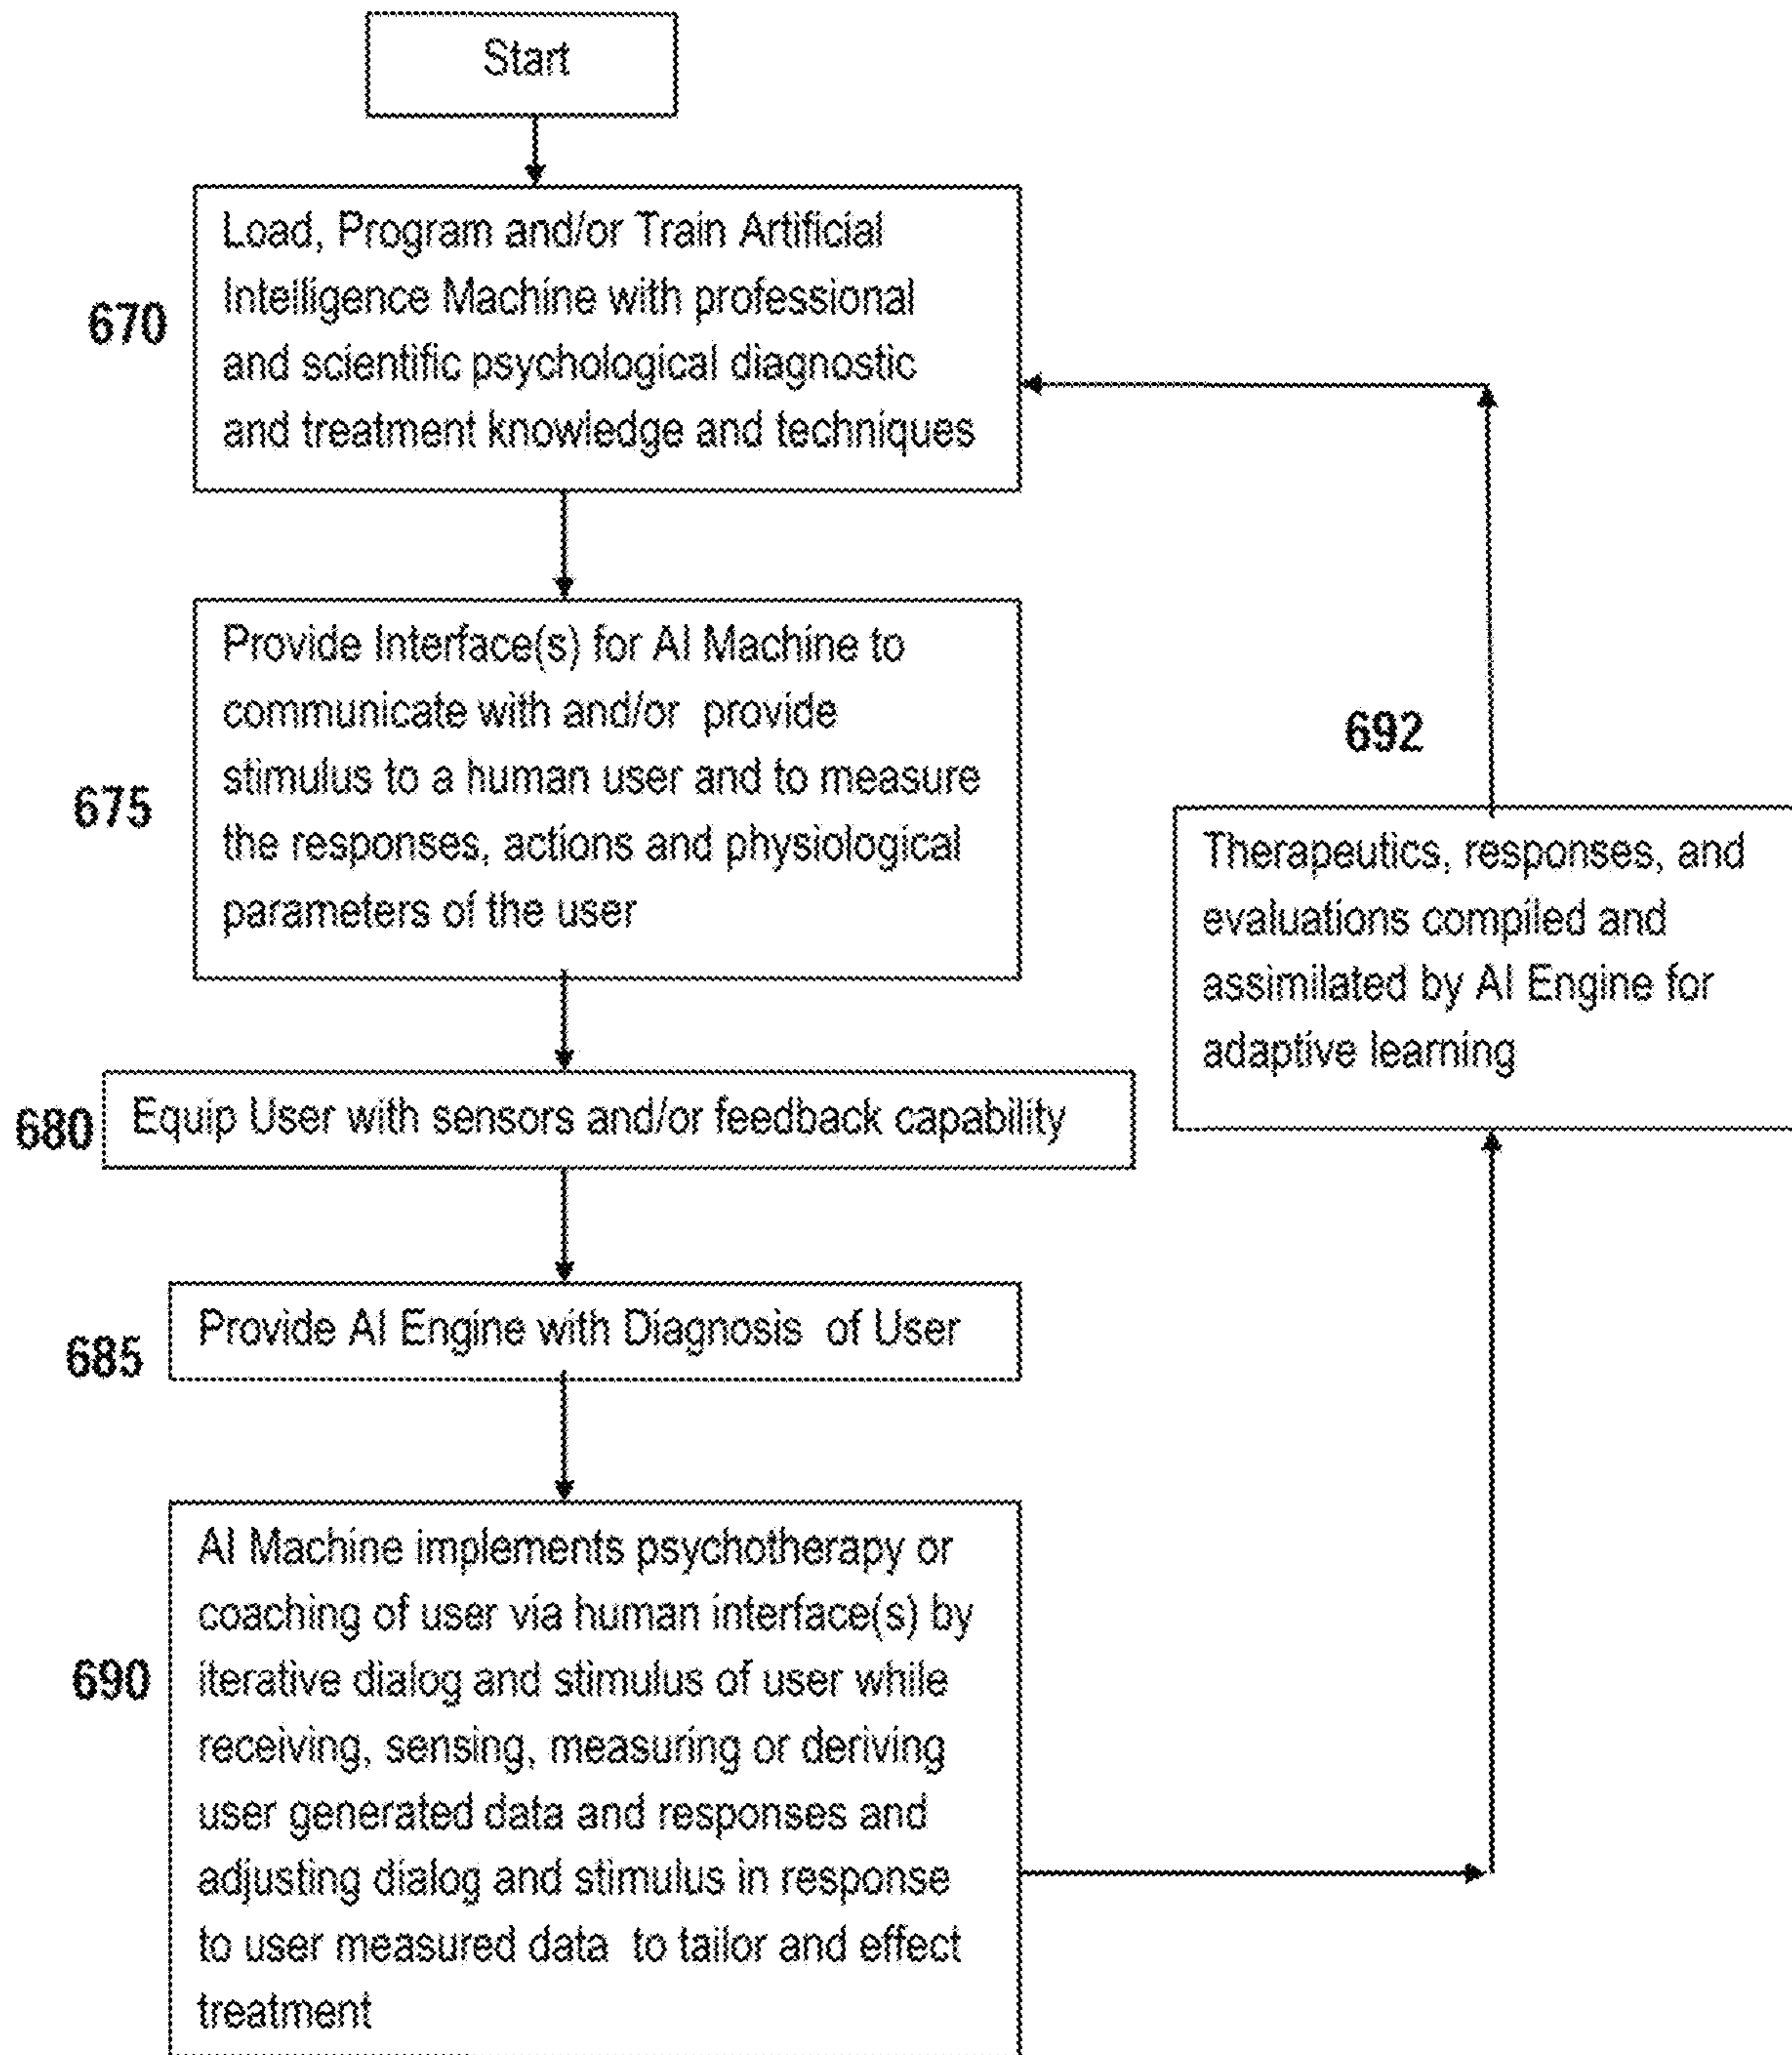 Start
670
Load, Program and/or Train Artificial
Intelligence Machine with professional
and scientific psychological diagnostic
and treatment knowledge and techniques
675
Provide Interface(s) for AI Machine to
communicate with and/or provide
stimulus to a human user and to measure
the responses, actions and physiological
parameters of the user
680
Equip User with sensors and/or feedback capability
685
Provide AI Engine with Diagnosis of User
690
AI Machine implements psychotherapy or
coaching of user via human interface(s) by
iterative dialog and stimulus of user while
receiving, sensing, measuring or deriving
user generated data and responses and
adjusting dialog and stimulus in response
to user measured data to tailor and effect
treatment
692
Therapeutics, responses, and
evaluations compiled and
assimilated by AI Engine for
adaptive learning